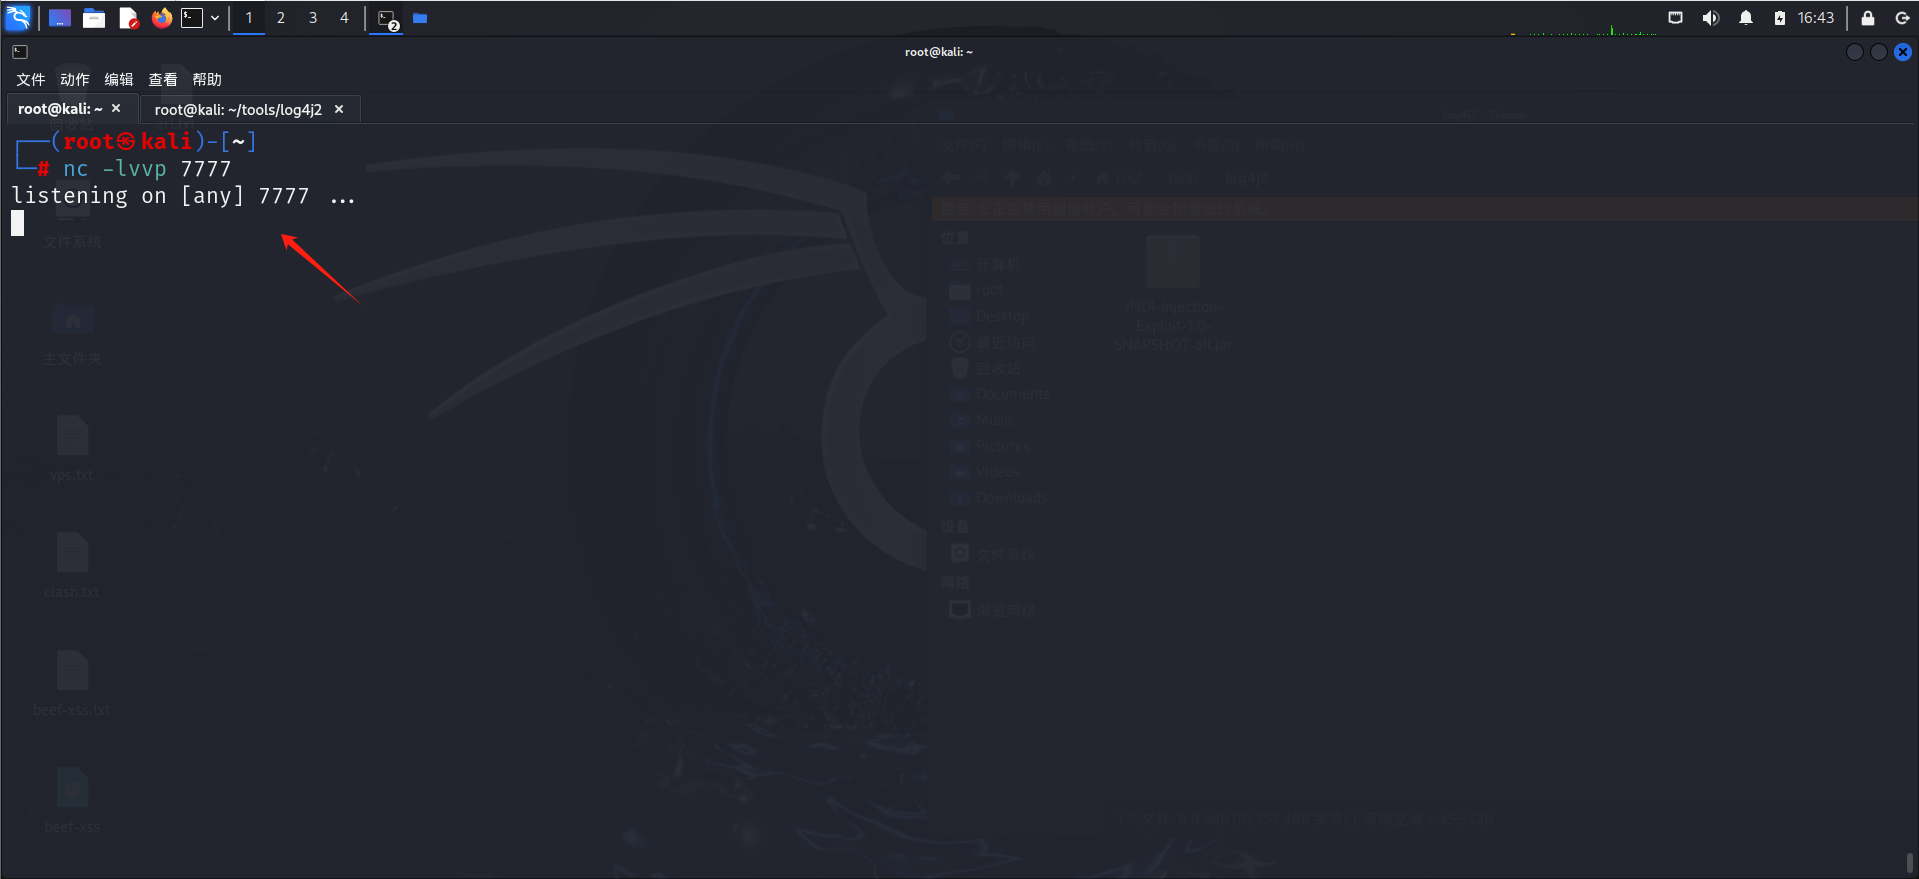 1 2 3 4 2 16:43
root@kali: ~
文件 动作 编辑 查看 帮助
root@kali: ~ × root@kali: ~/tools/log4j2 ×
┌──(root㉿kali)-[~]
└─# nc -lvvp 7777
listening on [any] 7777 ...
文件系统
主文件夹
vps.txt
clash.txt
beef-xss.txt
beef-xss
root tools log4j2
位置
计算机
root
Desktop
最近访问
回收站
Documents
Music
Pictures
Videos
Downloads
设备
文件系统
网络
浏览网络
JNDI-Injection-
Exploit-1.0-
SNAPSHOT-all.jar